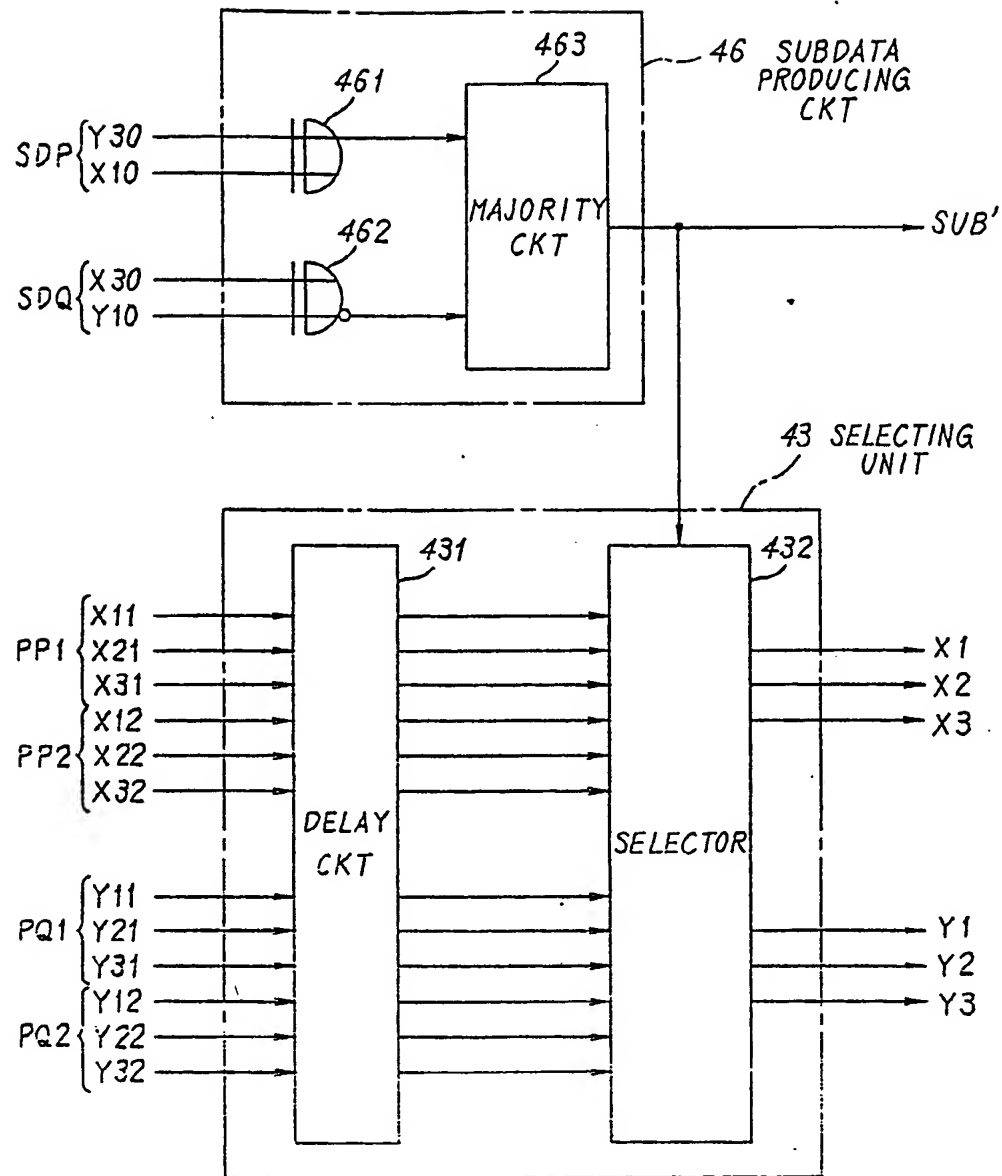 463
46 SUBDATA
PRODUCING
CKT
461
SDP
Y30
X10
MAJORITY
CKT
SUB'
462
SDQ
X30
Y10
43 SELECTING
UNIT
431
432
PP1
X11
X21
X31
PP2
X12
X22
X32
X1
X2
X3
DELAY
CKT
SELECTOR
PQ1
Y11
Y21
Y31
PQ2
Y12
Y22
Y32
Y1
Y2
Y3